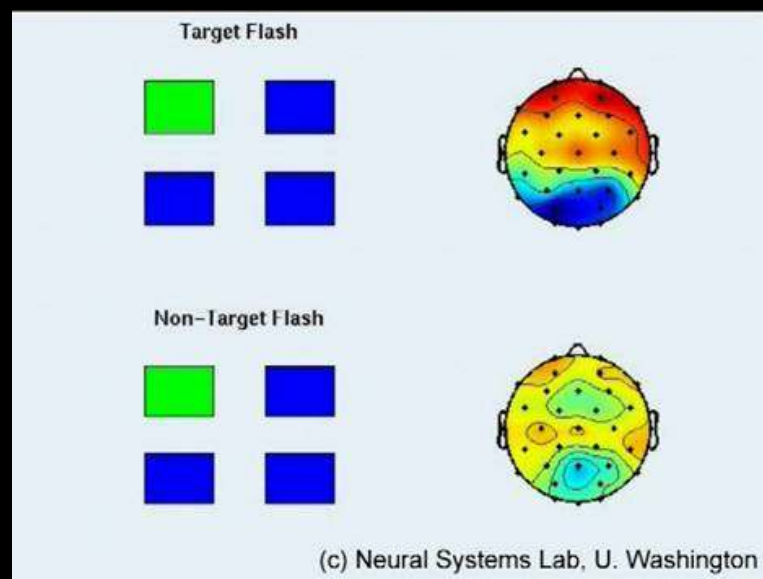 Target Flash
Non-Target Flash
(c) Neural Systems Lab, U. Washington